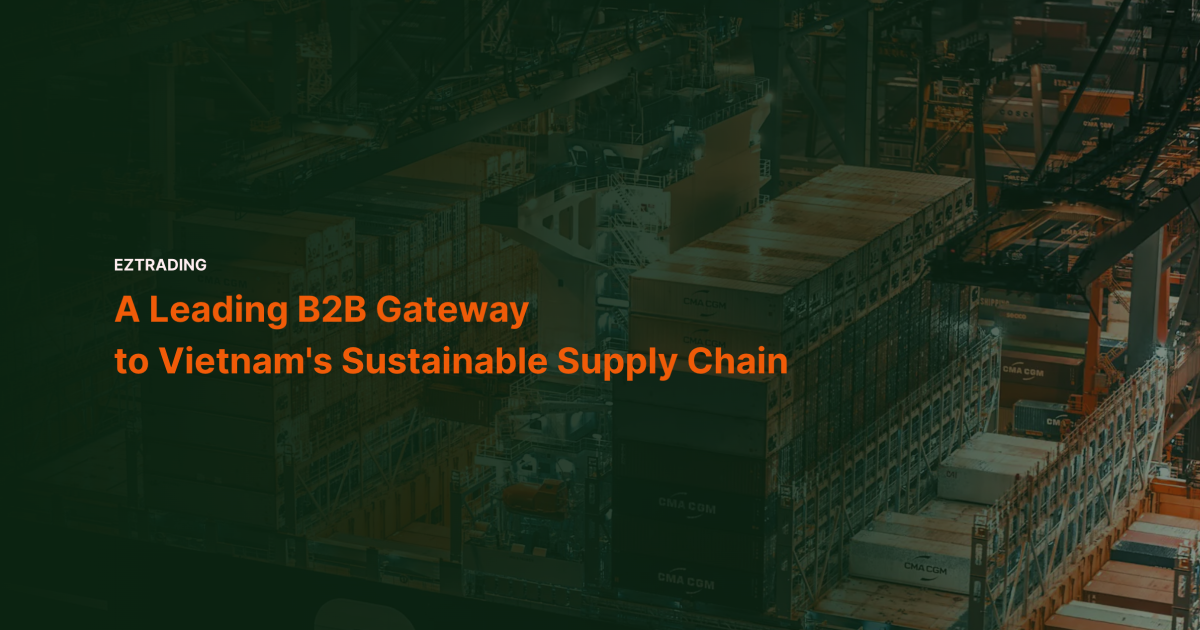 EZTRADING
A Leading B2B Gateway
to Vietnam's Sustainable Supply Chain
COSCO
CMA CGM
CMA CGM
CMA CGM
CMA CGM
CMA CGM